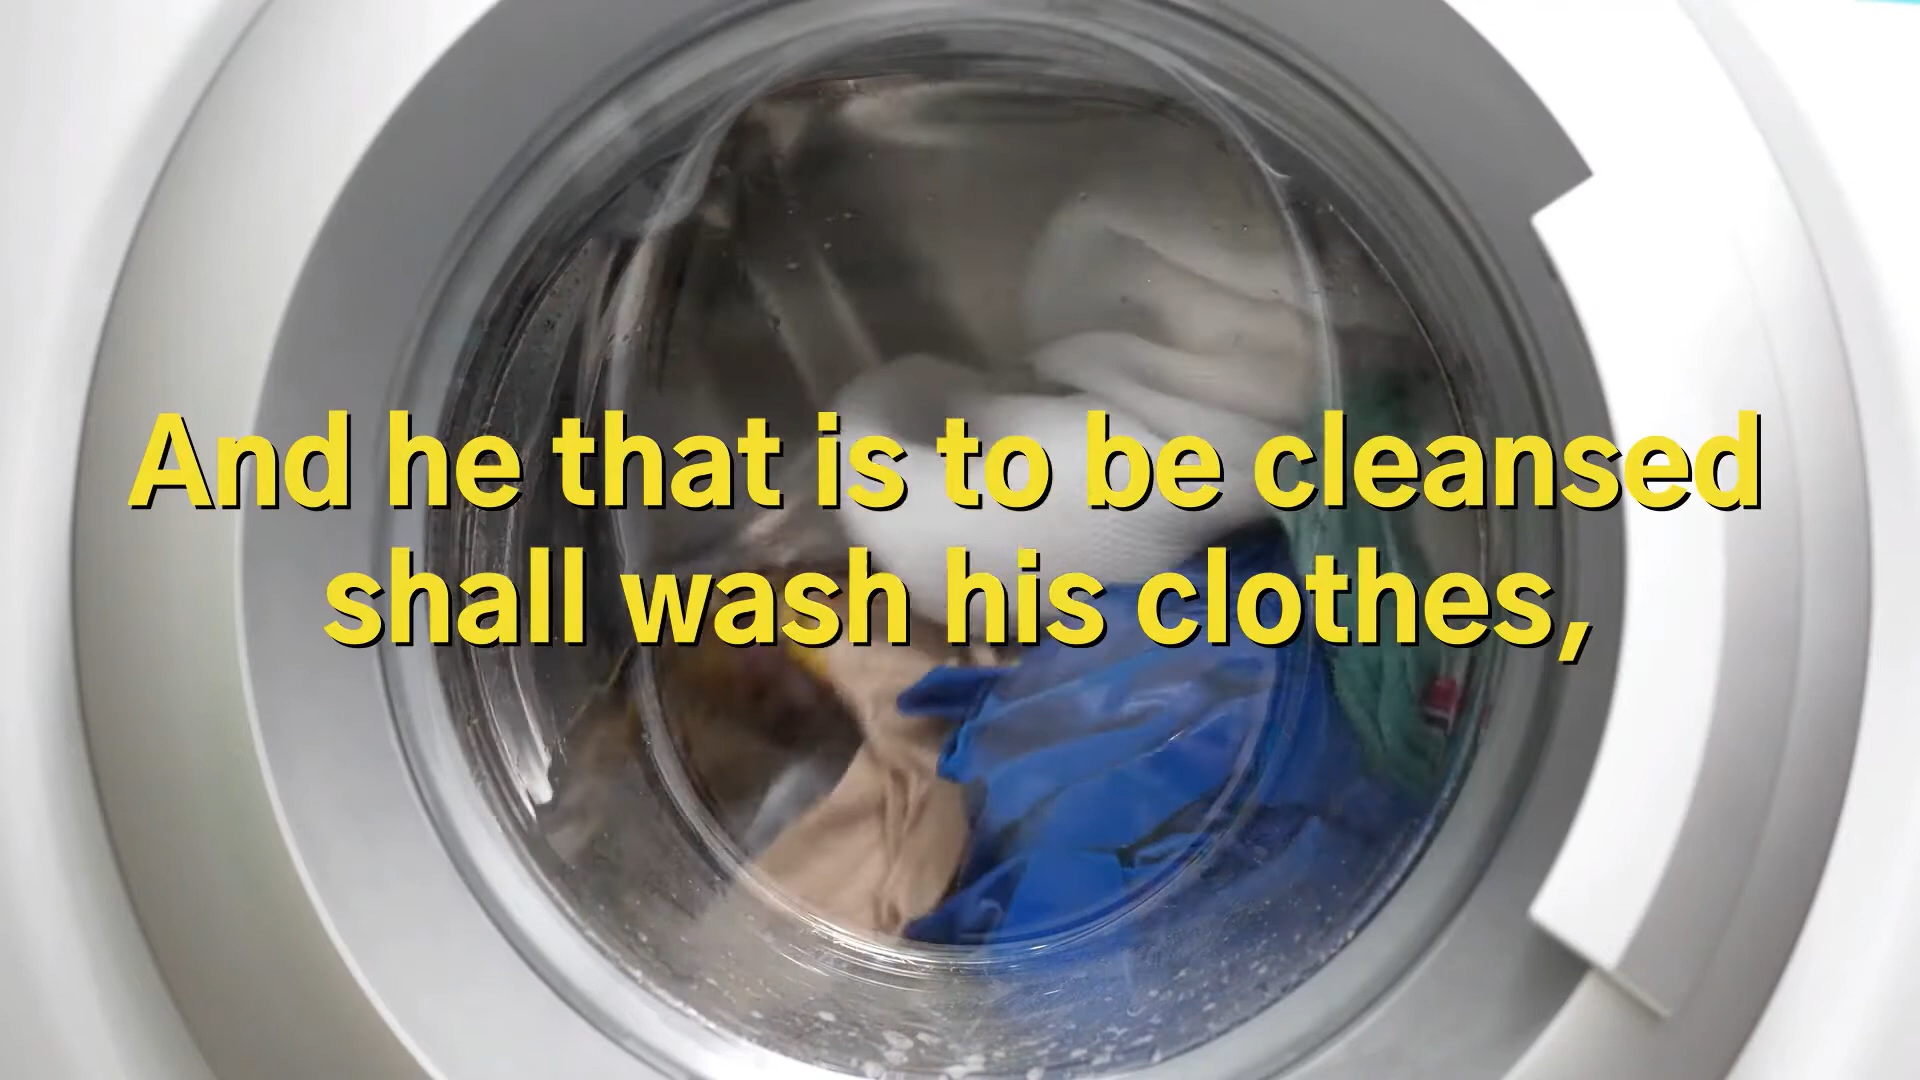 And he that is to be cleansed
shall wash his clothes,